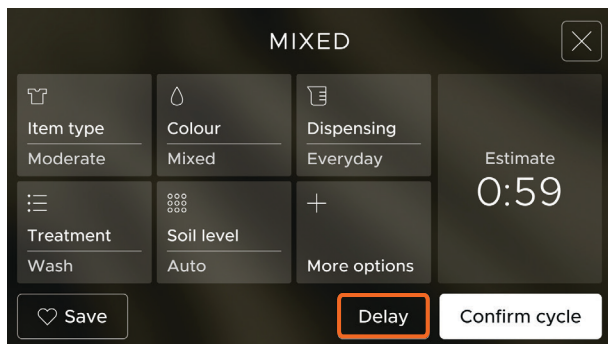 MIXED
Item type
Moderate
Colour
Mixed
Dispensing
Everyday
Estimate
0:59
Treatment
Wash
Soil level
Auto
More options
Save
Delay
Confirm cycle